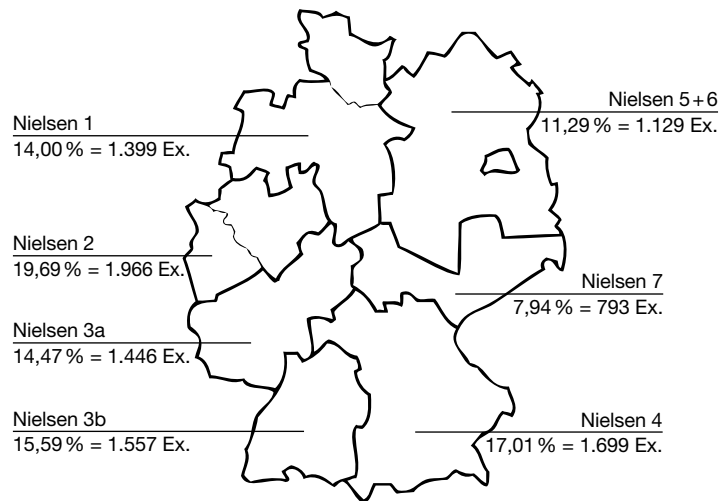 Nielsen 1
14,00 % = 1.399 Ex.
Nielsen 2
19,69 % = 1.966 Ex.
Nielsen 3a
14,47 % = 1.446 Ex.
Nielsen 3b
15,59 % = 1.557 Ex.
Nielsen 5 + 6
11,29 % = 1.129 Ex.
Nielsen 7
7,94 % = 793 Ex.
Nielsen 4
17,01 % = 1.699 Ex.